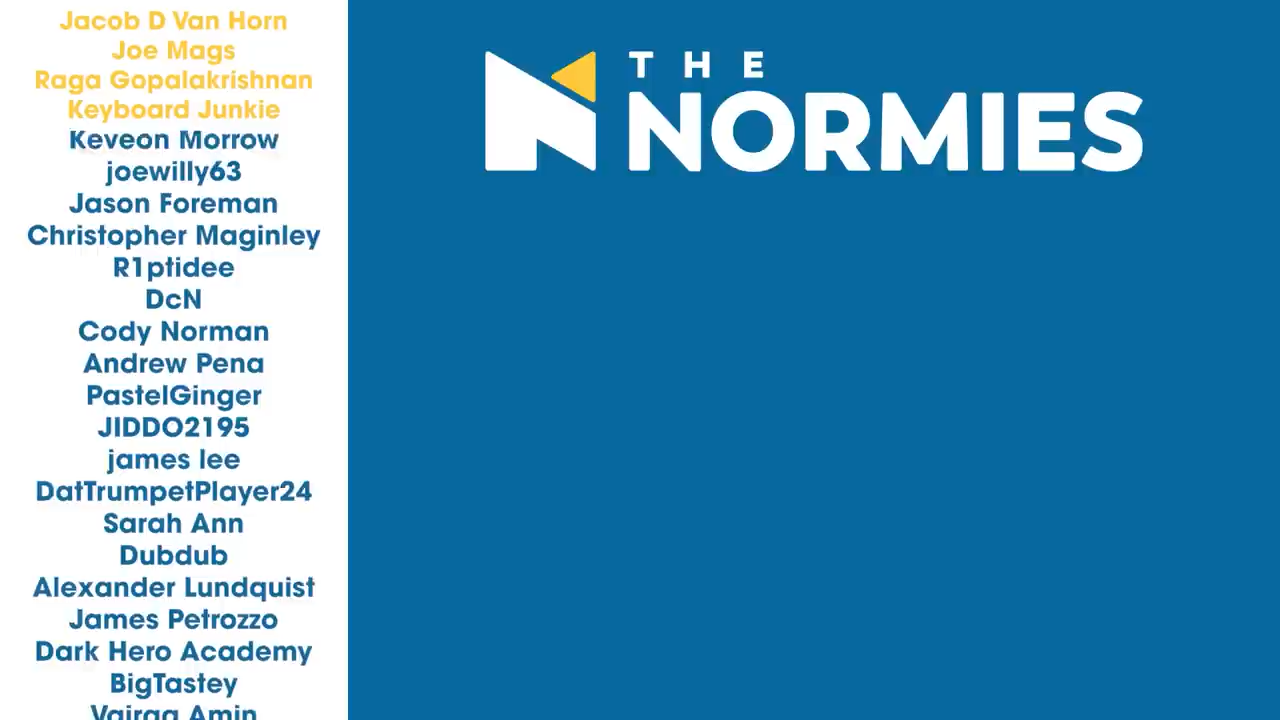 Jacob D Van Horn
Joe Mags
Raga Gopalakrishnan
Keyboard Junkie
Keveon Morrow
joewilly63
Jason Foreman
Christopher Maginley
R1ptidee
DcN
Cody Norman
Andrew Pena
PastelGinger
JIDDO2195
james lee
DatTrumpetPlayer24
Sarah Ann
Dubdub
Alexander Lundquist
James Petrozzo
Dark Hero Academy
BigTastey
Vairag Amin
THE
NORMIES